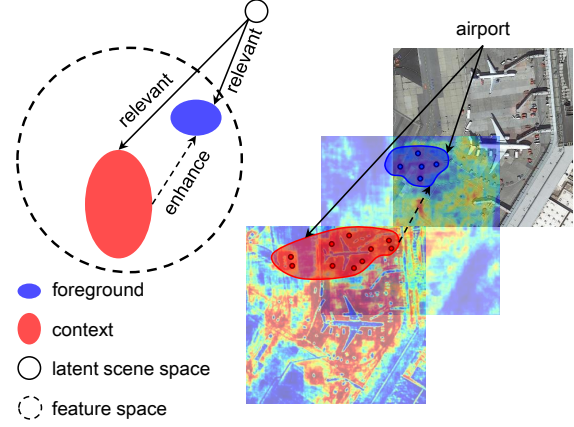 airport
relevant
relevant
enhance
foreground
context
latent scene space
feature space